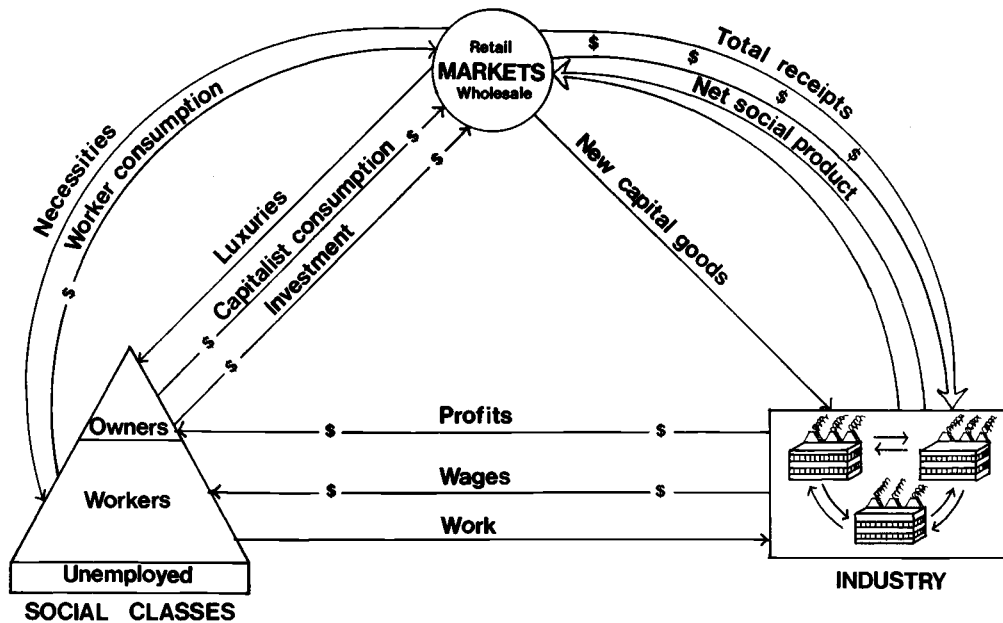 Retail
MARKETS
Wholesale
Total receipts
$ $ $ $
Net social product
Necessities
$ Worker consumption $
Luxuries
$ Capitalist consumption $
$ Investment $
New capital goods
Owners
Workers
Unemployed
SOCIAL CLASSES
Profits
$ $
Wages
$ $
Work
INDUSTRY